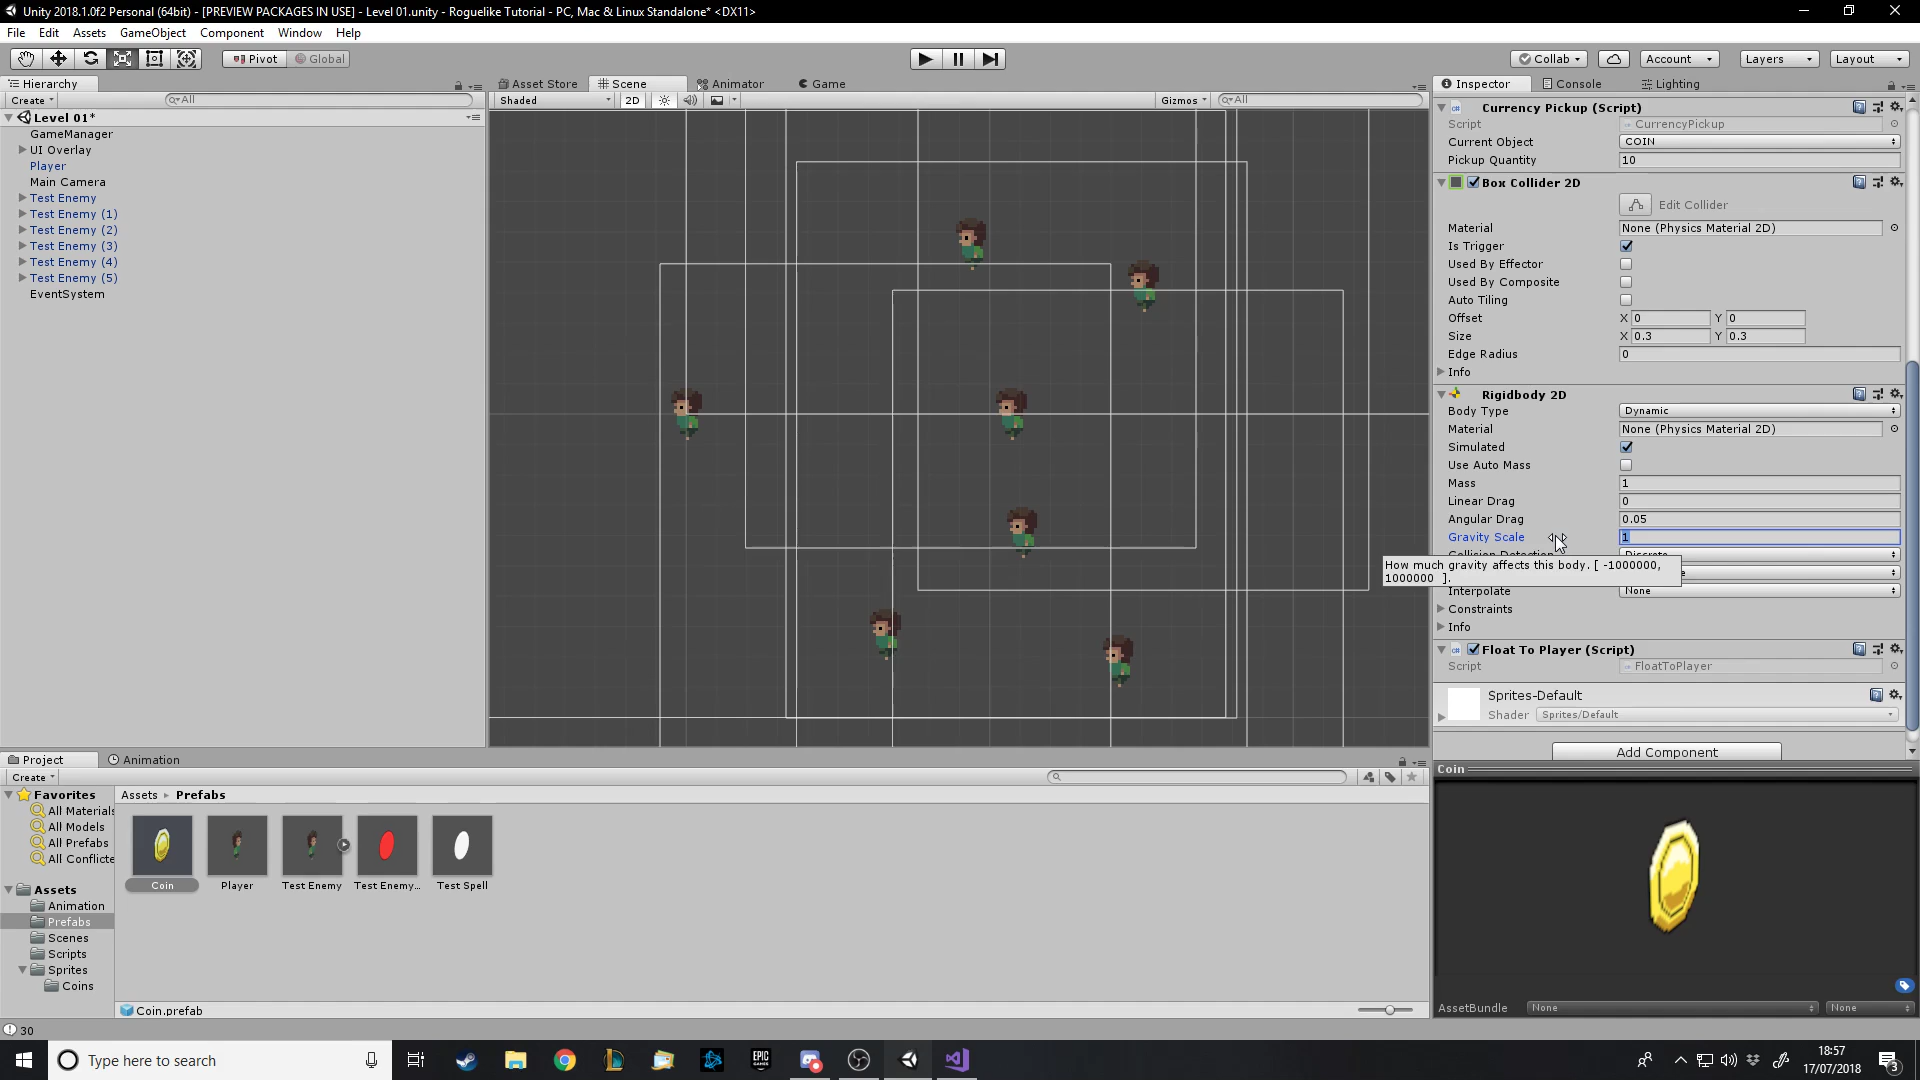 Unity 2018.1.0f2 Personal (64bit) - [PREVIEW PACKAGES IN USE] - Level 01.unity - Roguelike Tutorial - PC, Mac & Linux Standalone* <DX11>
File Edit Assets GameObject Component Window Help
Pivot Global Collab Account Layers Layout
Hierarchy Asset Store Scene Animator Game Inspector Console Lighting
Create All Shaded 2D Gizmos All
Level 01*
GameManager
UI Overlay
Player
Main Camera
Test Enemy
Test Enemy (1)
Test Enemy (2)
Test Enemy (3)
Test Enemy (4)
Test Enemy (5)
EventSystem
Currency Pickup (Script)
Script CurrencyPickup
Current Object COIN
Pickup Quantity 10
Box Collider 2D
Edit Collider
Material None (Physics Material 2D)
Is Trigger
Used By Effector
Used By Composite
Auto Tiling
Offset X 0 Y 0
Size X 0.3 Y 0.3
Edge Radius 0
Info
Rigidbody 2D
Body Type Dynamic
Material None (Physics Material 2D)
Simulated
Use Auto Mass
Mass 1
Linear Drag 0
Angular Drag 0.05
Gravity Scale 1
How much gravity affects this body. [ -1000000,
1000000 ].
Interpolate None
Constraints
Info
Float To Player (Script)
Script FloatToPlayer
Sprites-Default
Shader Sprites/Default
Add Component
Project Animation
Create
Favorites
All Materials
All Models
All Prefabs
All Conflicte
Assets
Animation
Prefabs
Scenes
Scripts
Sprites
Coins
Assets Prefabs
Coin Player Test Enemy Test Enemy... Test Spell
Coin.prefab
Coin
AssetBundle None None
30
Type here to search
EPIC GAMES
18:57
17/07/2018
3